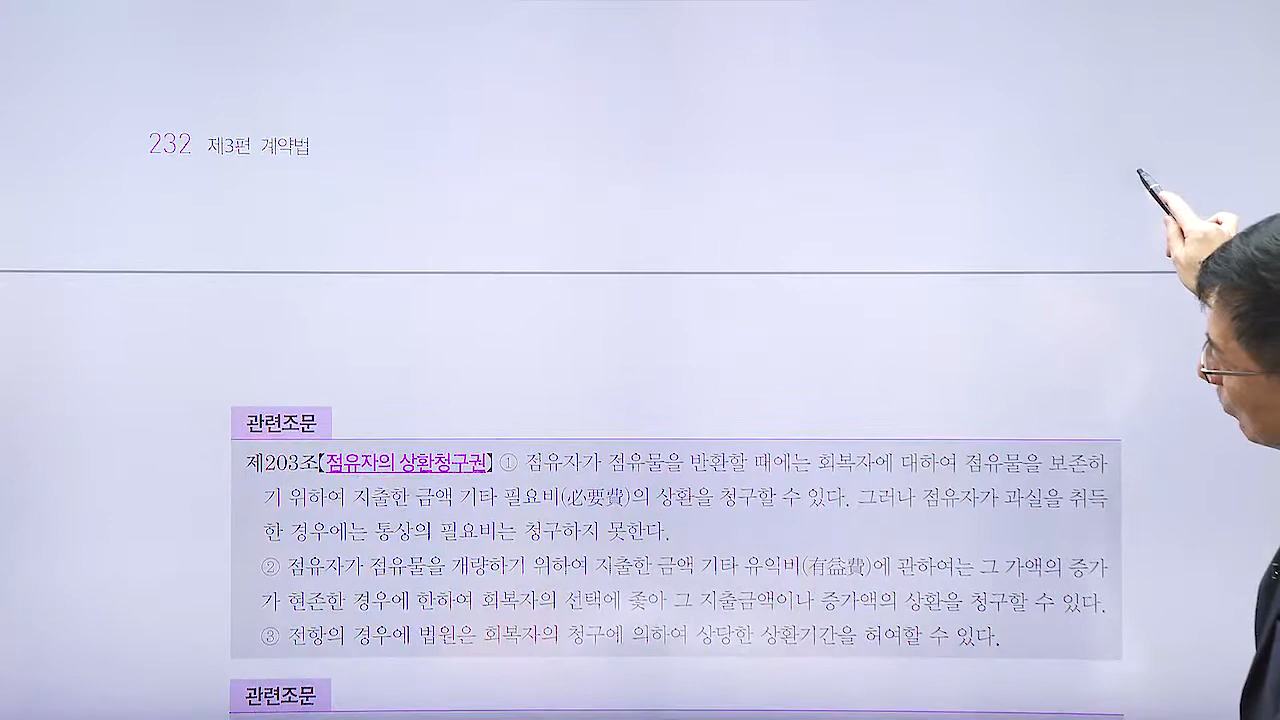 232 제3편 계약법
관련조문
제203조【점유자의 상환청구권】 ① 점유자가 점유물을 반환할 때에는 회복자에 대하여 점유물을 보존하
기 위하여 지출한 금액 기타 필요비(必要費)의 상환을 청구할 수 있다. 그러나 점유자가 과실을 취득
한 경우에는 통상의 필요비는 청구하지 못한다.
② 점유자가 점유물을 개량하기 위하여 지출한 금액 기타 유익비(有益費)에 관하여는 그 가액의 증가
가 현존한 경우에 한하여 회복자의 선택에 좇아 그 지출금액이나 증가액의 상환을 청구할 수 있다.
③ 전항의 경우에 법원은 회복자의 청구에 의하여 상당한 상환기간을 허여할 수 있다.
관련조문